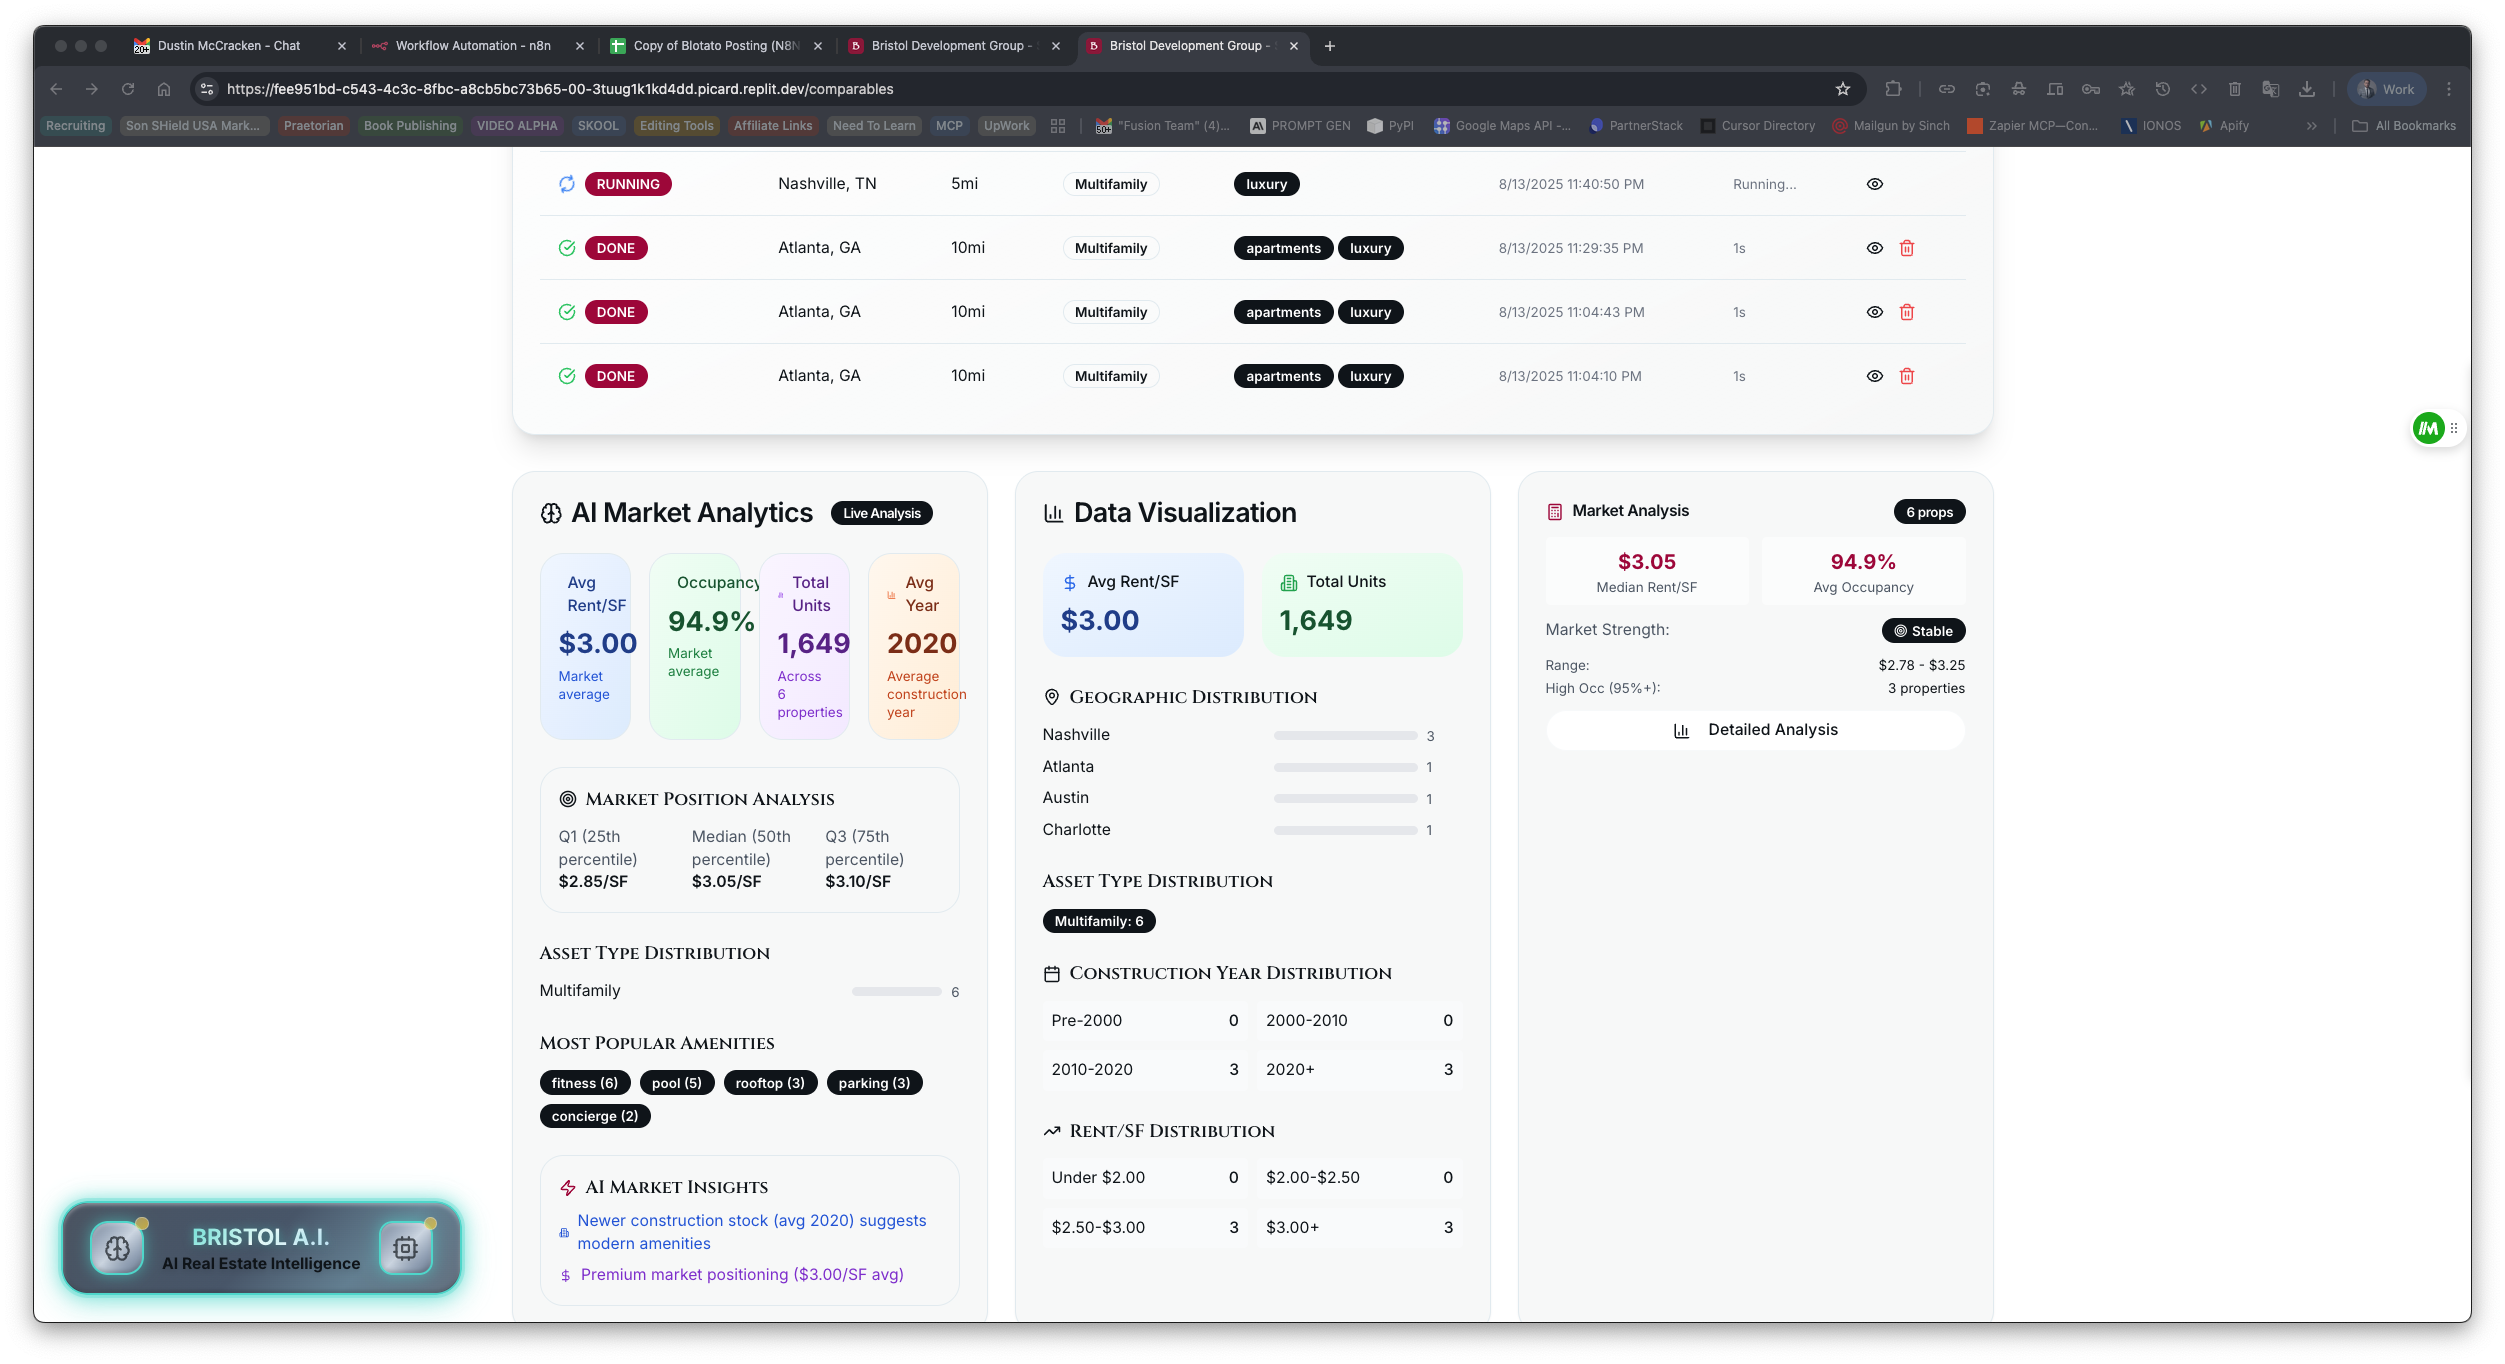 Dustin McCracken - Chat
Workflow Automation - n8n
Copy of Blotato Posting (N8N
Bristol Development Group -
Bristol Development Group -
https://fee951bd-c543-4c3c-8fbc-a8cb5bc73b65-00-3tuug1k1kd4dd.picard.replit.dev/comparables
Work
Recruiting
Son SHield USA Mark...
Praetorian
Book Publishing
VIDEO ALPHA
SKOOL
Editing Tools
Affiliate Links
Need To Learn
MCP
UpWork
"Fusion Team" (4)...
PROMPT GEN
PyPI
Google Maps API -...
PartnerStack
Cursor Directory
Mailgun by Sinch
Zapier MCP—Con...
IONOS
Apify
All Bookmarks
RUNNING Nashville, TN 5mi Multifamily luxury 8/13/2025 11:40:50 PM Running...
DONE Atlanta, GA 10mi Multifamily apartments luxury 8/13/2025 11:29:35 PM 1s
DONE Atlanta, GA 10mi Multifamily apartments luxury 8/13/2025 11:04:43 PM 1s
DONE Atlanta, GA 10mi Multifamily apartments luxury 8/13/2025 11:04:10 PM 1s
AI Market Analytics Live Analysis
Avg
Rent/SF
$3.00
Market
average
Occupancy
94.9%
Market
average
Total
Units
1,649
Across
6
properties
Avg
Year
2020
Average
construction
year
Market Position Analysis
Q1 (25th
percentile)
$2.85/SF
Median (50th
percentile)
$3.05/SF
Q3 (75th
percentile)
$3.10/SF
Asset Type Distribution
Multifamily 6
Most Popular Amenities
fitness (6) pool (5) rooftop (3) parking (3)
concierge (2)
AI Market Insights
Newer construction stock (avg 2020) suggests
modern amenities
Premium market positioning ($3.00/SF avg)
Data Visualization
Avg Rent/SF
$3.00
Total Units
1,649
Geographic Distribution
Nashville 3
Atlanta 1
Austin 1
Charlotte 1
Asset Type Distribution
Multifamily: 6
Construction Year Distribution
Pre-2000 0 2000-2010 0
2010-2020 3 2020+ 3
Rent/SF Distribution
Under $2.00 0 $2.00-$2.50 0
$2.50-$3.00 3 $3.00+ 3
Market Analysis 6 props
$3.05
Median Rent/SF
94.9%
Avg Occupancy
Market Strength: Stable
Range: $2.78 - $3.25
High Occ (95%+): 3 properties
Detailed Analysis
BRISTOL A.I.
AI Real Estate Intelligence